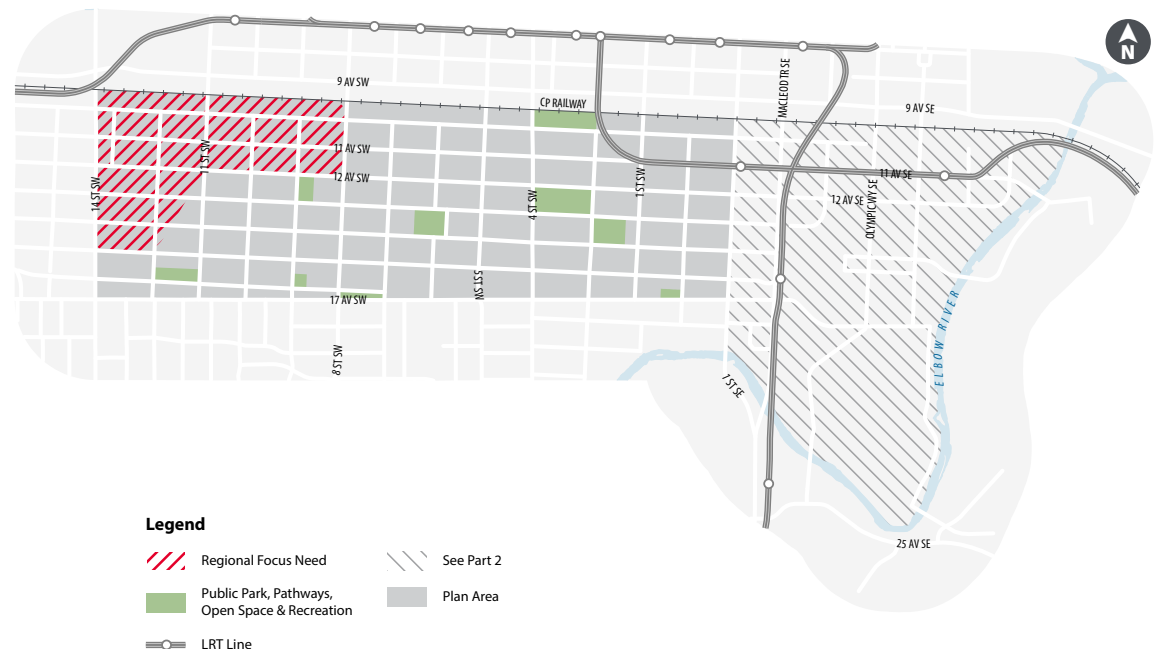 N
9 AV SW
CP RAILWAY
MACLEOD TR SE
9 AV SE
11 ST SW
11 AV SW
12 AV SW
14 ST SW
4 ST SW
1 ST SW
11 AV SE
12 AV SE
OLYMPIC WY SE
5 ST SW
17 AV SW
8 ST SW
ELBOW RIVER
7 ST SE
25 AV SE
Legend
Regional Focus Need
See Part 2
Public Park, Pathways,
Open Space & Recreation
Plan Area
LRT Line